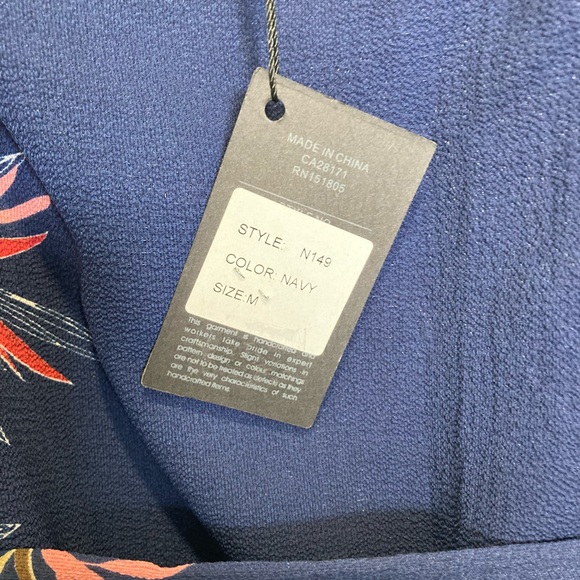 MADE IN CHINA
CA28171
RN151805
STYLE: N149
COLOR: NAVY
SIZE:M
This garment is handcrafted and
workers take pride in expert
craftsmanship. Slight variations in
pattern, design or colour matchings
are not to be treated as defects as they
are the very characteristics of such
handcrafted items.